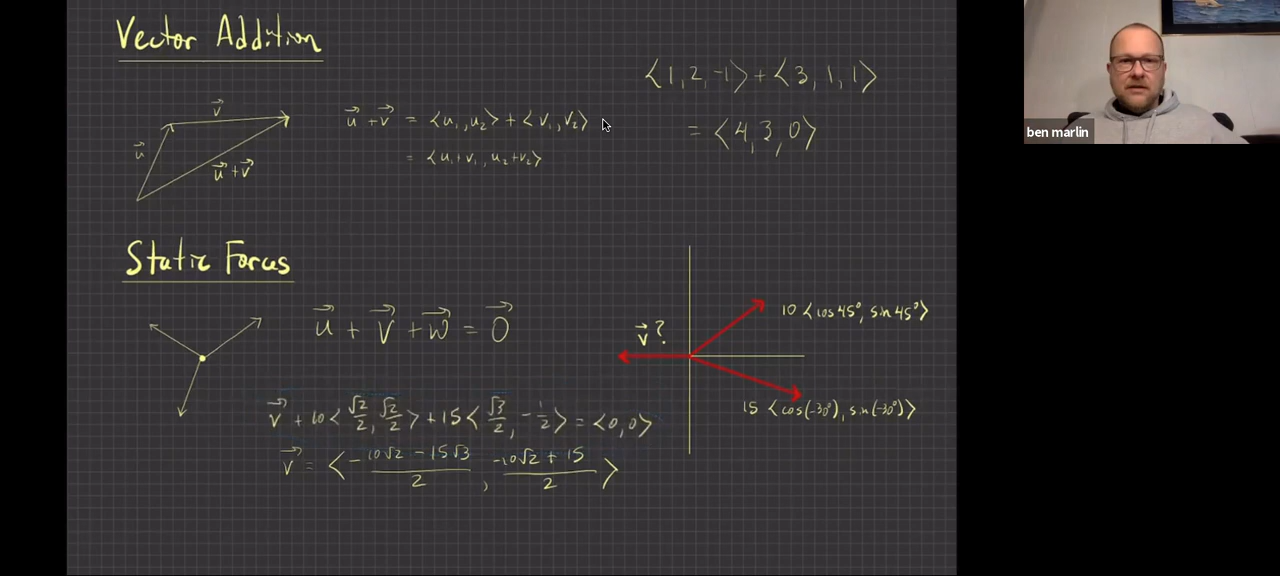 Vector Addition
v⃗
u⃗
u⃗ + v⃗
u⃗ + v⃗ = <u₁, u₂> + <v₁, v₂>
= <u₁+v₁, u₂+v₂>
<1, 2, -1> + <3, 1, 1>
= <4, 3, 0>
ben marlin
Static Forces
u⃗ + v⃗ + w⃗ = 0⃗
v⃗ ?
10 <cos 45°, sin 45°>
15 <cos(-30°), sin(-30°)>
v⃗ + 10 <√2/2, √2/2> + 15 <√3/2, -1/2> = <0, 0>
v⃗ = < (-10√2 - 15√3)/2 , (-10√2 + 15)/2 >